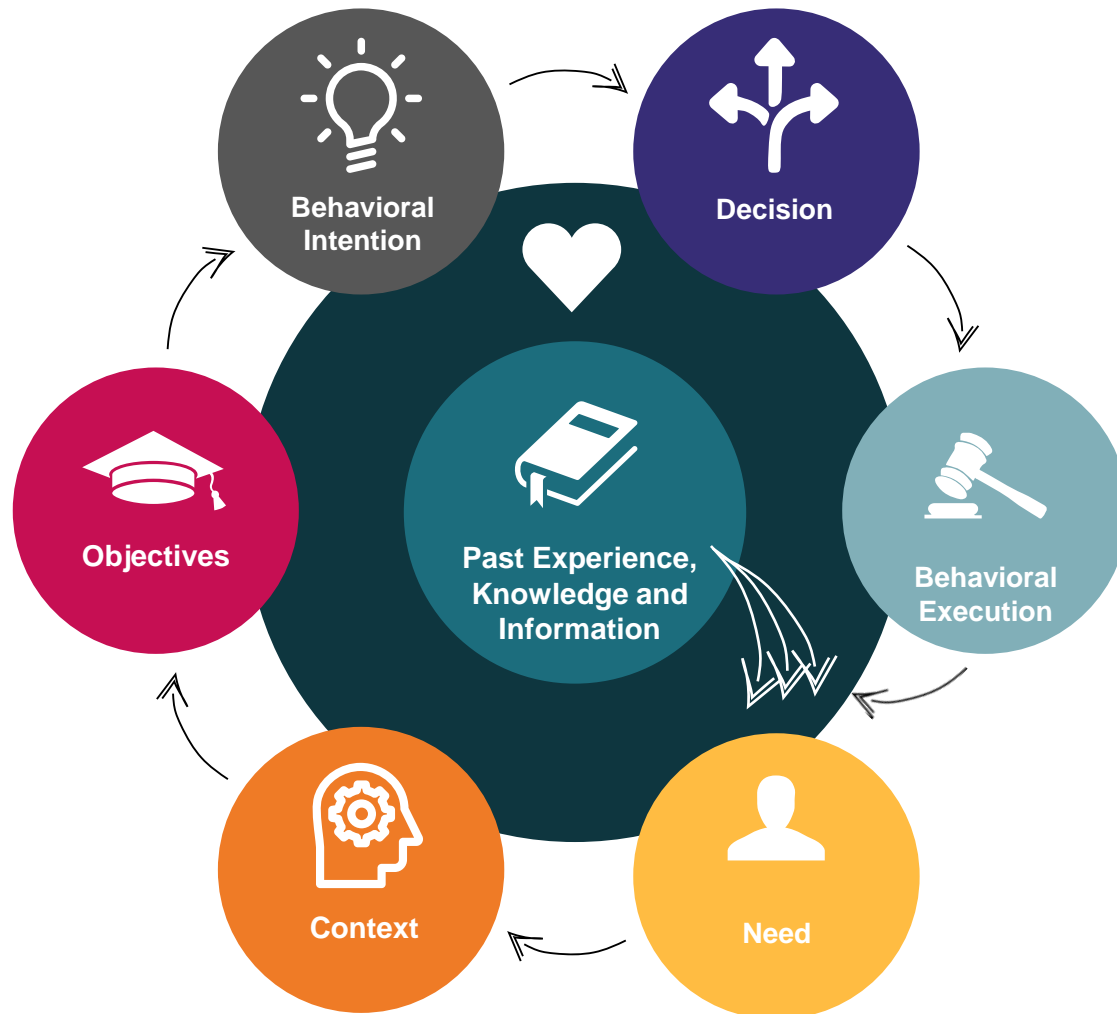 Behavioral
Intention
Decision
Objectives
Past Experience,
Knowledge and
Information
Behavioral
Execution
Context
Need